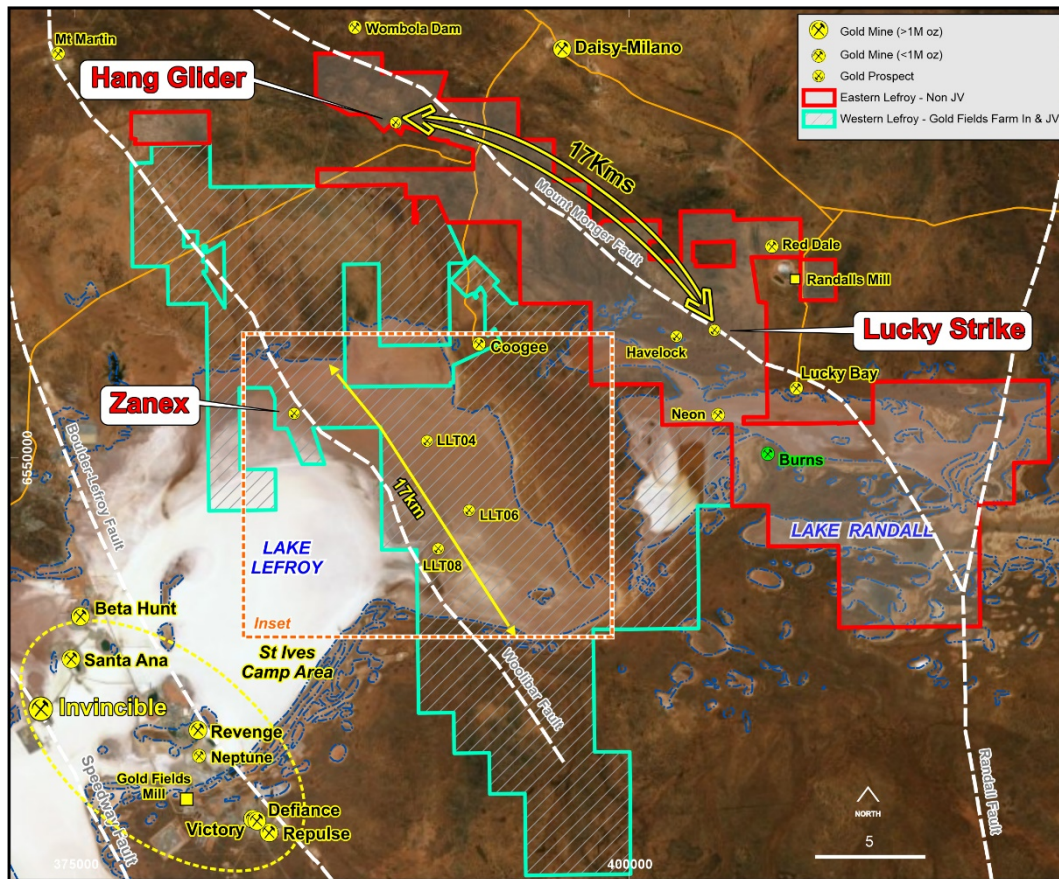 Mt Martin
Wombola Dam
Daisy-Milano
Hang Glider
Gold Mine (>1M oz)
Gold Mine (<1M oz)
Gold Prospect
Eastern Lefroy - Non JV
Western Lefroy - Gold Fields Farm In & JV
17Kms
Mount Monger Fault
Red Dale
Randalls Mill
Lucky Strike
Havelock
Coogee
Lucky Bay
Zanex
Neon
LLT04
Burns
Boulder-Lefroy Fault
6550000
17km
LLT06
LAKE RANDALL
LAKE
LEFROY
LLT08
Inset
Beta Hunt
St Ives
Camp Area
Santa Ana
Woolibar Fault
Invincible
Revenge
Neptune
Gold Fields
Mill
Speedway Fault
Defiance
Victory
Repulse
Randall Fault
NORTH
5
375000
400000